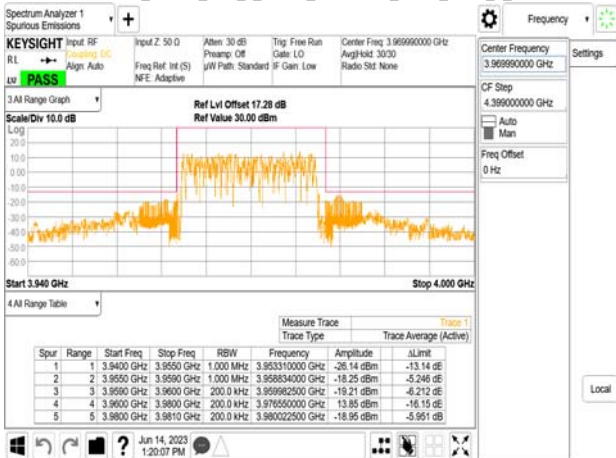 Spectrum Analyzer 1
Spurious Emissions
+
Frequency
KEYSIGHT
RL
LV PASS
Input: RF
Coupling: DC
Align: Auto
Input Z: 50 Ω
Freq Ref: Int (S)
NFE: Adaptive
Atten: 30 dB
Preamp: Off
µW Path: Standard
Trig: Free Run
Gate: LO
IF Gain: Low
Center Freq: 3.969990000 GHz
Avg|Hold: 30/30
Radio Std: None
Center Frequency
3.969990000 GHz
Settings
CF Step
4.399000000 GHz
Auto
Man
Freq Offset
0 Hz
Local
3 All Range Graph
Scale/Div 10.0 dB
Ref Lvl Offset 17.28 dB
Ref Value 30.00 dBm
Log
20.0
10.0
0.00
-10.0
-20.0
-30.0
-40.0
-50.0
-60.0
Start 3.940 GHz
Stop 4.000 GHz
4 All Range Table
Measure Trace Trace 1
Trace Type Trace Average (Active)
Spur Range Start Freq Stop Freq RBW Frequency Amplitude ΔLimit
1 1 3.9400 GHz 3.9550 GHz 1.000 MHz 3.953310000 GHz -26.14 dBm -13.14 dB
2 2 3.9550 GHz 3.9590 GHz 1.000 MHz 3.958834000 GHz -18.25 dBm -5.246 dB
3 3 3.9590 GHz 3.9600 GHz 200.0 kHz 3.959982500 GHz -19.21 dBm -6.212 dB
4 4 3.9600 GHz 3.9800 GHz 200.0 kHz 3.976550000 GHz 13.85 dBm -16.15 dB
5 5 3.9800 GHz 3.9810 GHz 200.0 kHz 3.980022500 GHz -18.95 dBm -5.951 dB
?
Jun 14, 2023
1:20:07 PM